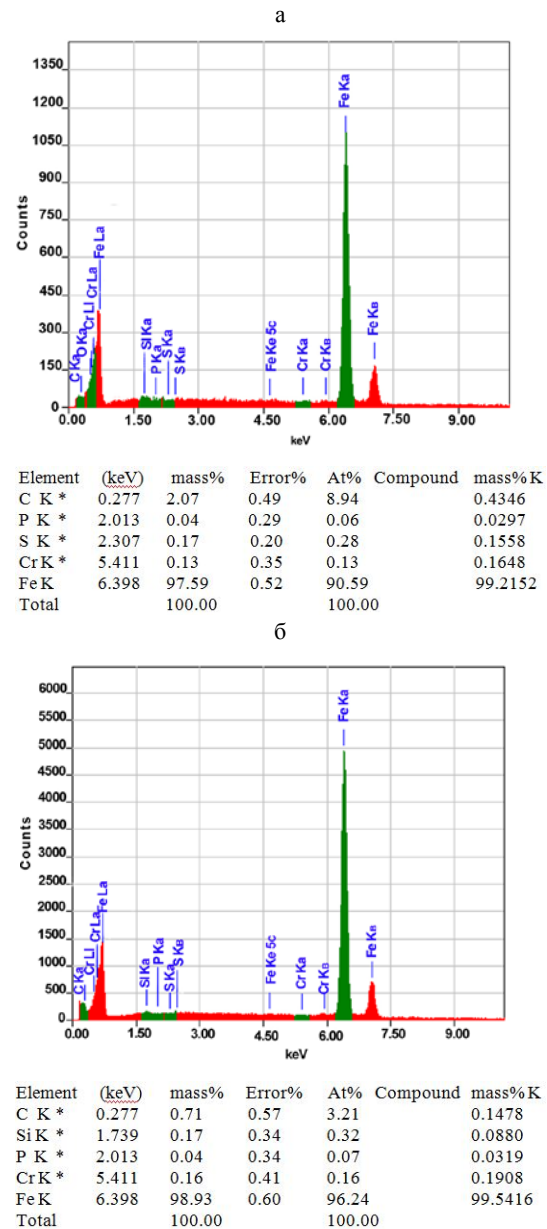 а
1350
1200
1050
900
750
600
450
300
150
0
Counts
C Ka
O Ka
Cr Ll
Cr La
Fe La
SI Ka
P Ka
S Ka
S Kв
Fe Ke 5c
Cr Ka
Cr Kв
Fe Ka
Fe Kв
0.00 1.50 3.00 4.50 6.00 7.50 9.00
keV
Element (keV) mass% Error% At% Compound mass% K
C K * 0.277 2.07 0.49 8.94 0.4346
P K * 2.013 0.04 0.29 0.06 0.0297
S K * 2.307 0.17 0.20 0.28 0.1558
Cr K * 5.411 0.13 0.35 0.13 0.1648
Fe K 6.398 97.59 0.52 90.59 99.2152
Total 100.00 100.00
б
6000
5500
5000
4500
4000
3500
3000
2500
2000
1500
1000
500
0
Counts
C Ka
Cr Ll
Cr La
Fe La
SI Ka
P Ka
S Ka
S Kв
Fe Ke 5c
Cr Ka
Cr Kв
Fe Ka
Fe Kв
0.00 1.50 3.00 4.50 6.00 7.50 9.00
keV
Element (keV) mass% Error% At% Compound mass% K
C K * 0.277 0.71 0.57 3.21 0.1478
Si K * 1.739 0.17 0.34 0.32 0.0880
P K * 2.013 0.04 0.34 0.07 0.0319
Cr K * 5.411 0.16 0.41 0.16 0.1908
Fe K 6.398 98.93 0.60 96.24 99.5416
Total 100.00 100.00